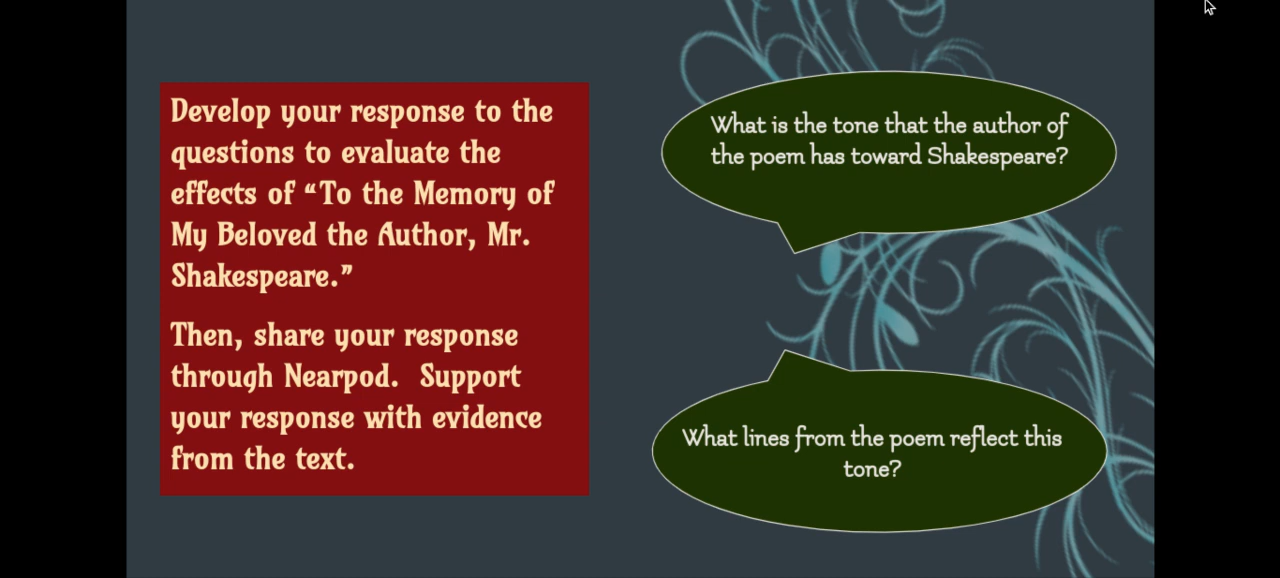 Develop your response to the
questions to evaluate the
effects of “To the Memory of
My Beloved the Author, Mr.
Shakespeare.”
Then, share your response
through Nearpod.  Support
your response with evidence
from the text.
What is the tone that the author of
the poem has toward Shakespeare?
What lines from the poem reflect this
tone?